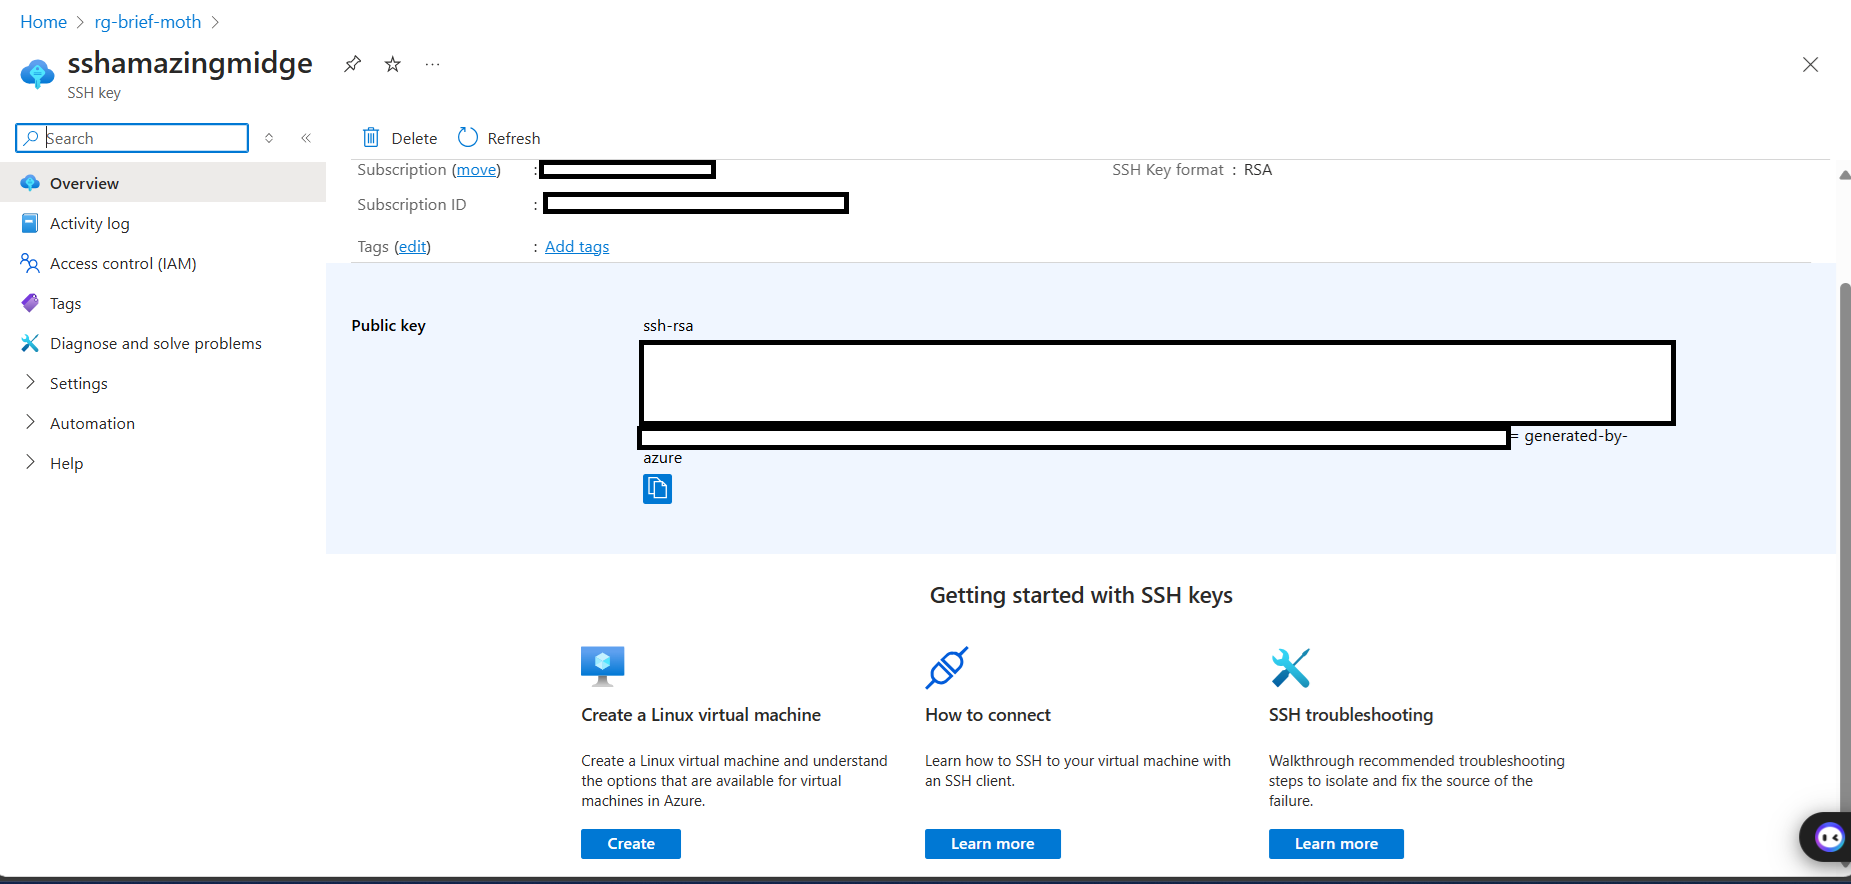 Home > rg-brief-moth >
sshamazingmidge
SSH key
Search
Delete Refresh
Overview
Activity log
Access control (IAM)
Tags
Diagnose and solve problems
Settings
Automation
Help
Subscription (move) :
SSH Key format : RSA
Subscription ID :
Tags (edit) : Add tags
Public key
ssh-rsa
= generated-by-
azure
Getting started with SSH keys
Create a Linux virtual machine
Create a Linux virtual machine and understand
the options that are available for virtual
machines in Azure.
Create
How to connect
Learn how to SSH to your virtual machine with
an SSH client.
Learn more
SSH troubleshooting
Walkthrough recommended troubleshooting
steps to isolate and fix the source of the
failure.
Learn more